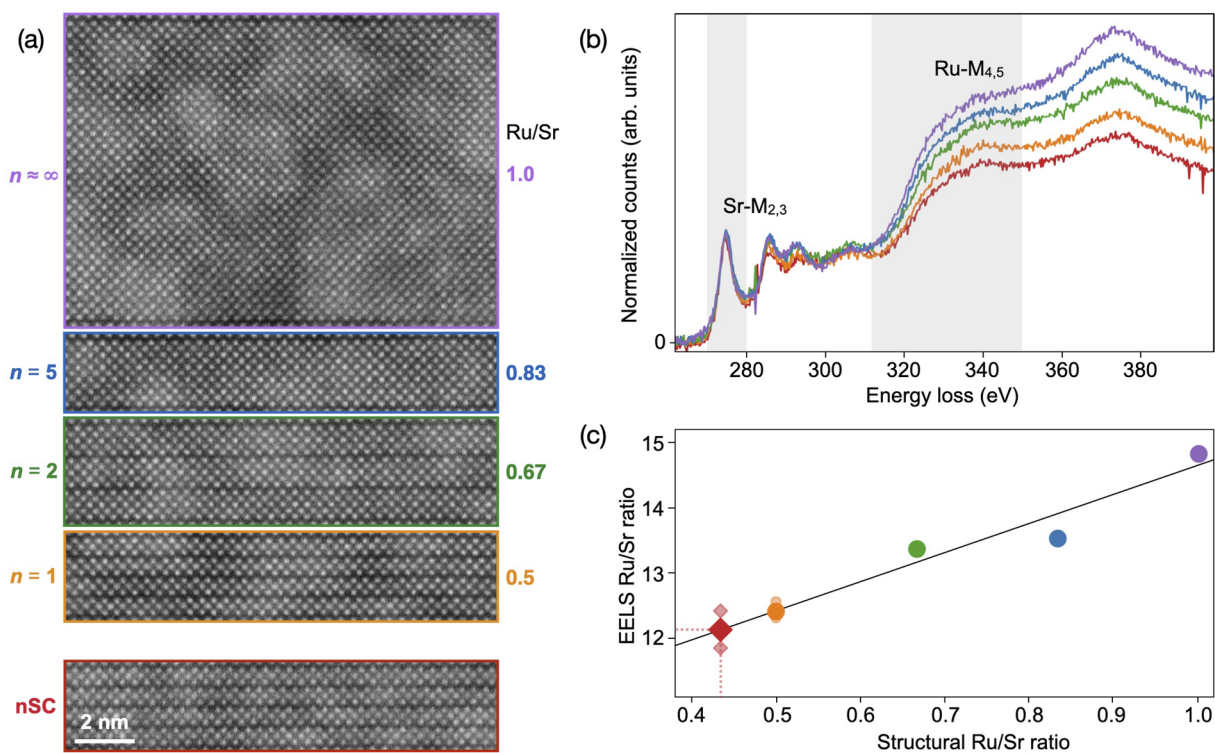 (a)
Ru/Sr
n ≈ ∞
1.0
n = 5
0.83
n = 2
0.67
n = 1
0.5
nSC
2 nm
(b)
Normalized counts (arb. units)
0
Sr-M2,3
Ru-M4,5
280 300 320 340 360 380
Energy loss (eV)
(c)
EELS Ru/Sr ratio
15
14
13
12
0.4 0.5 0.6 0.7 0.8 0.9 1.0
Structural Ru/Sr ratio